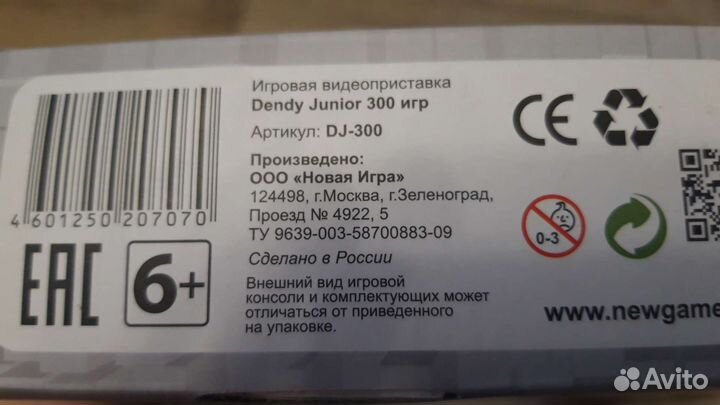 Игровая видеоприставка
Dendy Junior 300 игр
Артикул: DJ-300
Произведено:
ООО «Новая Игра»
124498, г.Москва, г.Зеленоград,
Проезд № 4922, 5
ТУ 9639-003-58700883-09
Сделано в России
Внешний вид игровой
консоли и комплектующих может
отличаться от приведенного
на упаковке.
4 601250 207070
EAC
6+
CE
0-3
www.newgame
Avito